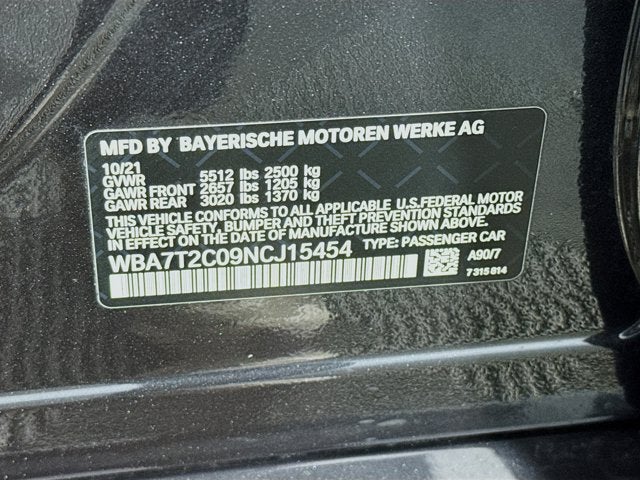 MFD BY BAYERISCHE MOTOREN WERKE AG
10/21
GVWR 5512 lbs 2500 kg
GAWR FRONT 2657 lbs 1205 kg
GAWR REAR 3020 lbs 1370 kg
THIS VEHICLE CONFORMS TO ALL APPLICABLE U.S.FEDERAL MOTOR
VEHICLE SAFETY, BUMPER AND THEFT PREVENTION STANDARDS
IN EFFECT ON THE DATE OF MANUFACTURE SHOWN ABOVE.
WBA7T2C09NCJ15454 TYPE: PASSENGER CAR
A90/7
7 315 814